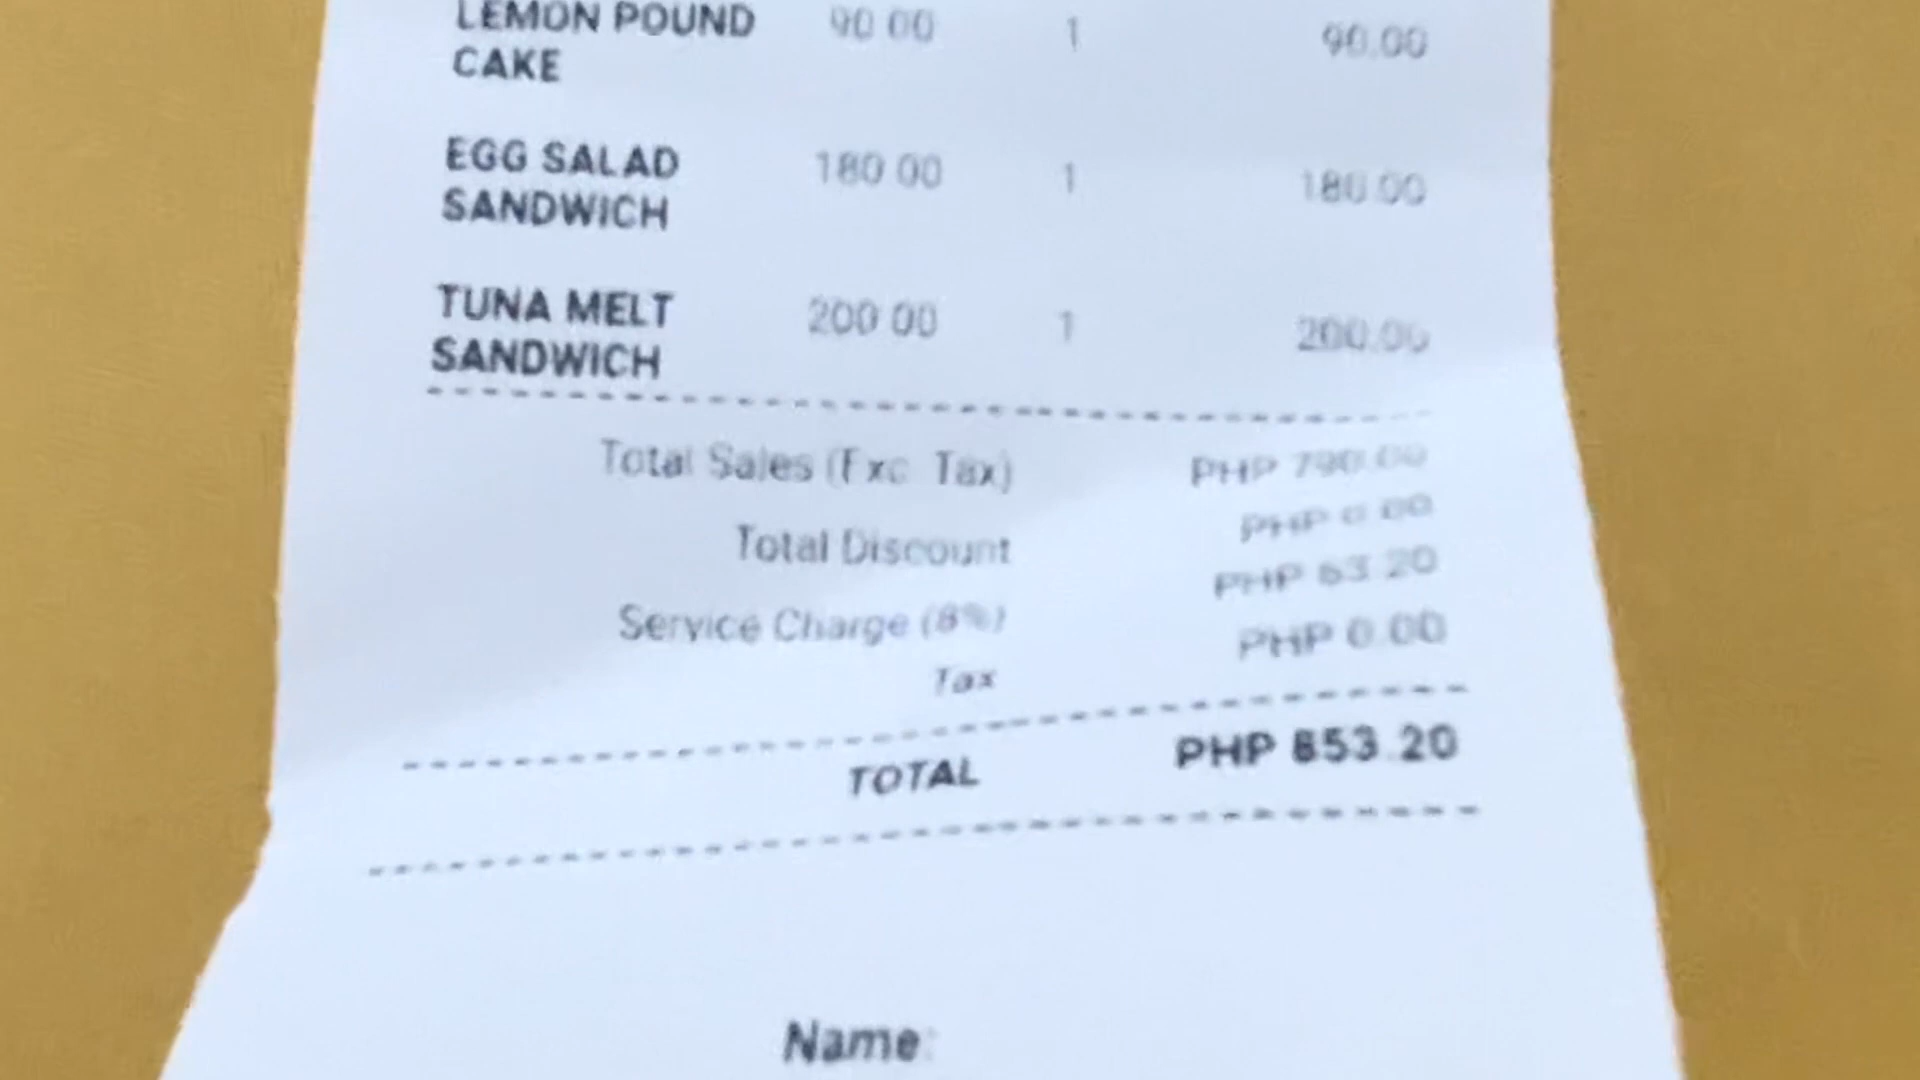 LEMON POUND 90.00 1 90.00
CAKE
EGG SALAD 180.00 1 180.00
SANDWICH
TUNA MELT 200.00 1 200.00
SANDWICH
Total Sales (Exc. Tax) PHP 790.00
Total Discount PHP 0.00
Service Charge (8%) PHP 63.20
Tax PHP 0.00
TOTAL PHP 853.20
Name: